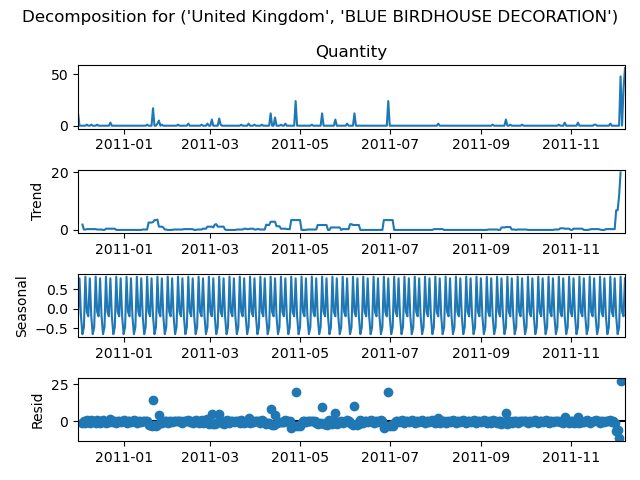 Decomposition for ('United Kingdom', 'BLUE BIRDHOUSE DECORATION')
Quantity
50
0
2011-01 2011-03 2011-05 2011-07 2011-09 2011-11
Trend
20
0
2011-01 2011-03 2011-05 2011-07 2011-09 2011-11
Seasonal
0.5
0.0
−0.5
2011-01 2011-03 2011-05 2011-07 2011-09 2011-11
Resid
25
0
2011-01 2011-03 2011-05 2011-07 2011-09 2011-11